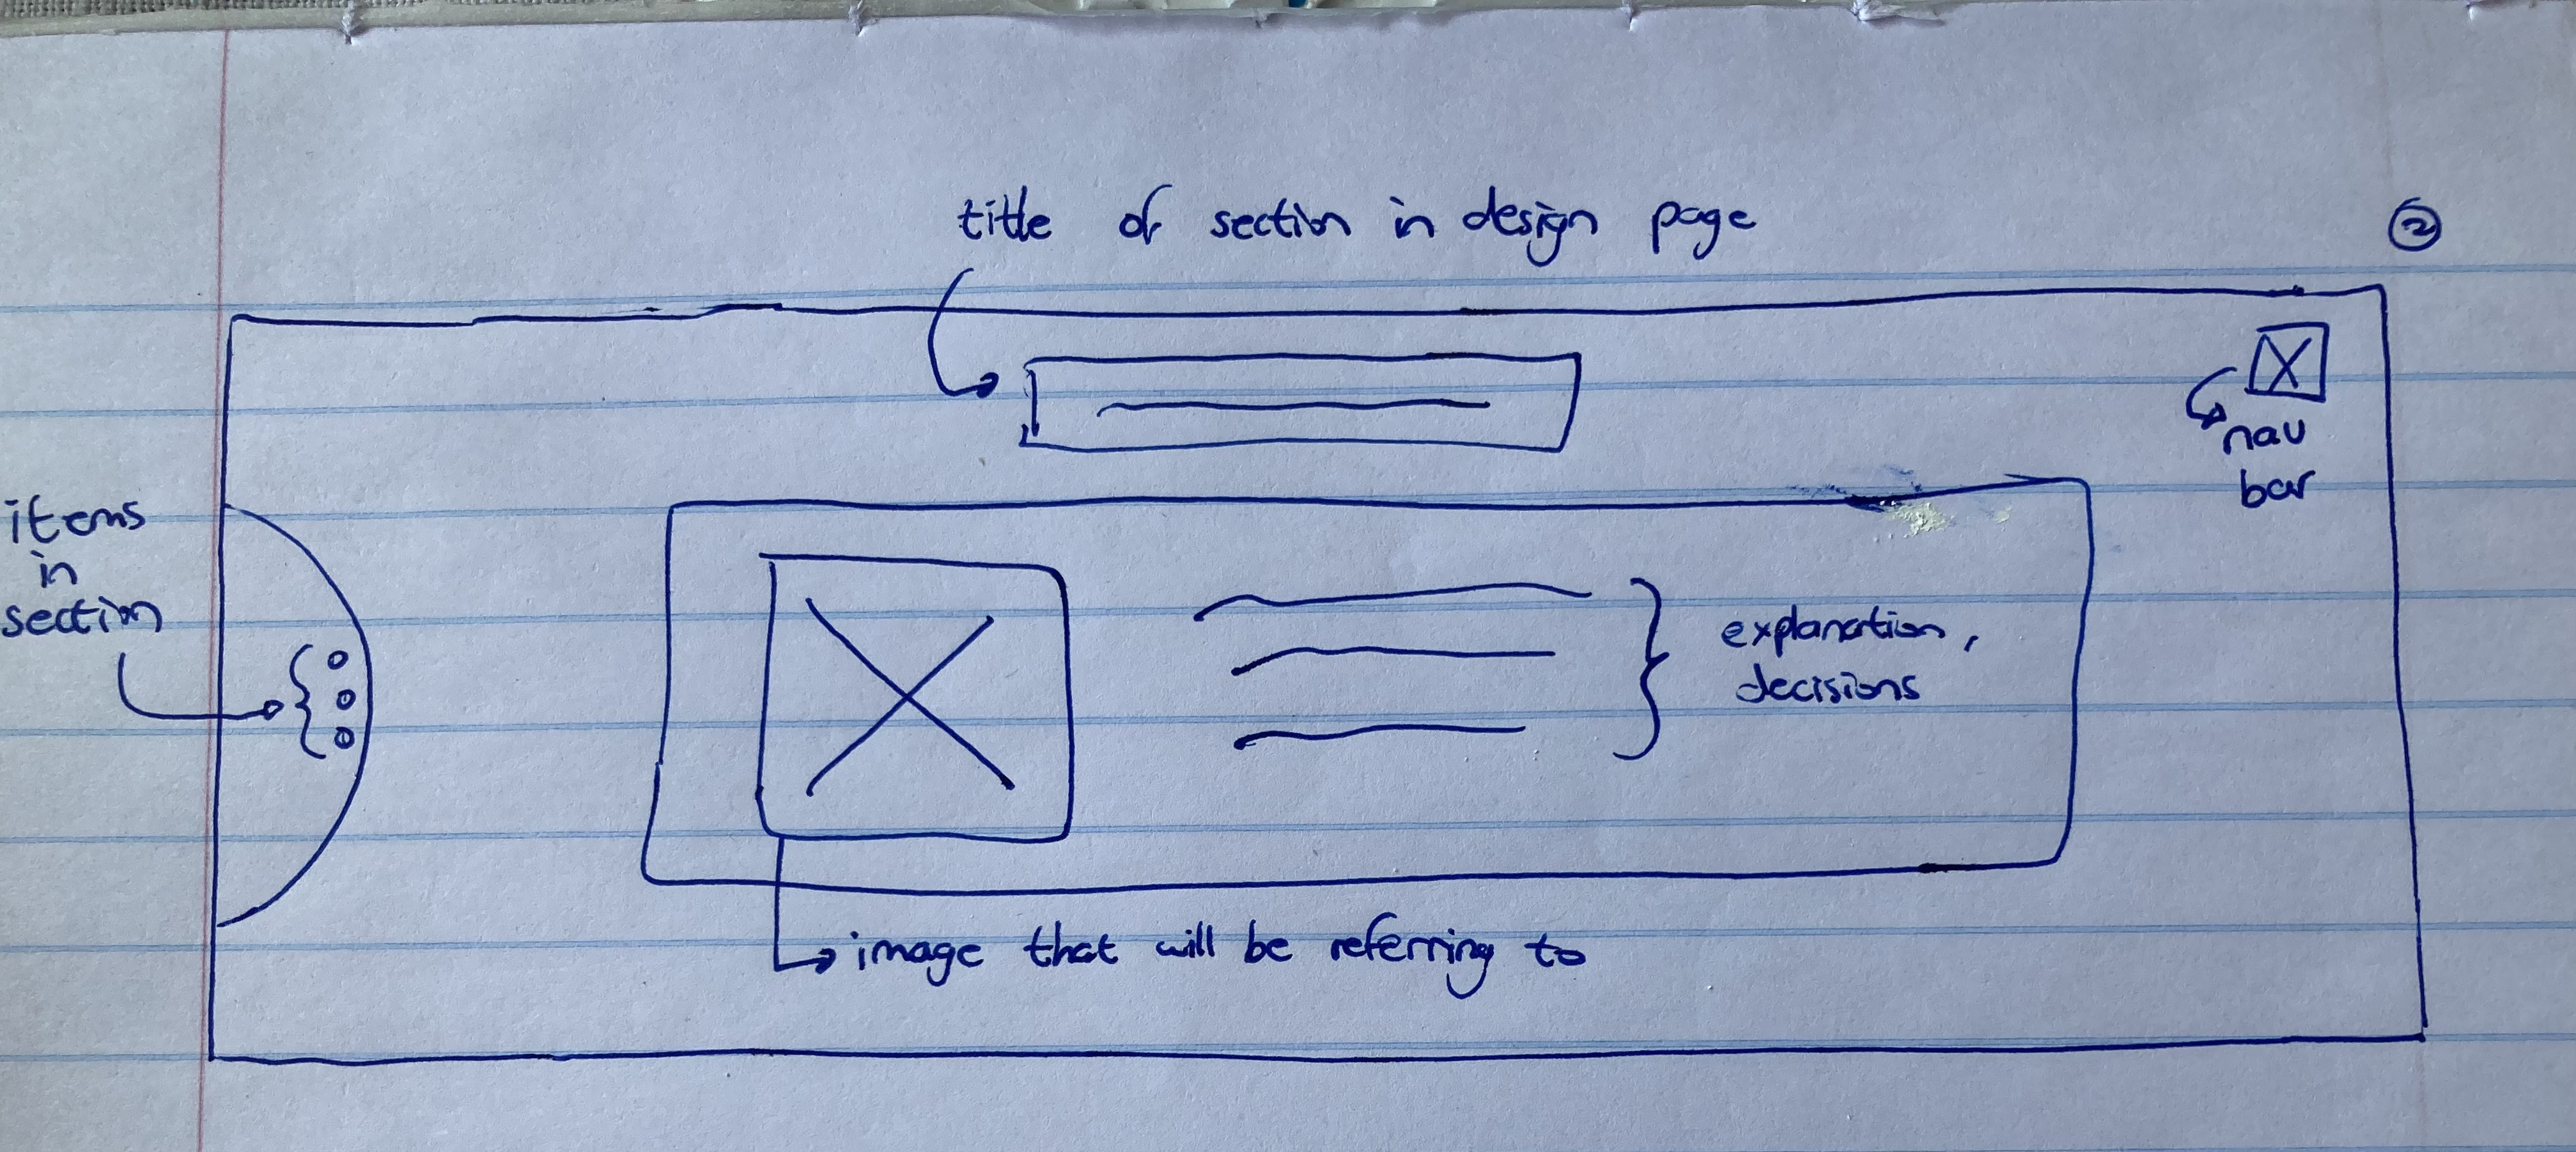 title of section in design page
2
nav
bar
items
in
section
explanation,
decisions
image that will be referring to